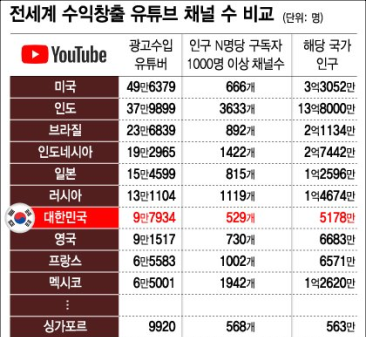 전세계 수익창출 유튜브 채널 수 비교 (단위: 명)
YouTube 광고수입 유튜버 인구 N명당 구독자 1000명 이상 채널수 해당 국가 인구
미국 49만6379 666개 3억3052만
인도 37만9899 3633개 13억8000만
브라질 23만6839 892개 2억1134만
인도네시아 19만2965 1422개 2억7442만
일본 15만4599 815개 1억2596만
러시아 13만1104 1119개 1억4674만
대한민국 9만7934 529개 5178만
영국 9만1517 730개 6683만
프랑스 6만5583 1002개 6571만
멕시코 6만5001 1942개 1억2620만
⋮
싱가포르 9920 568개 563만